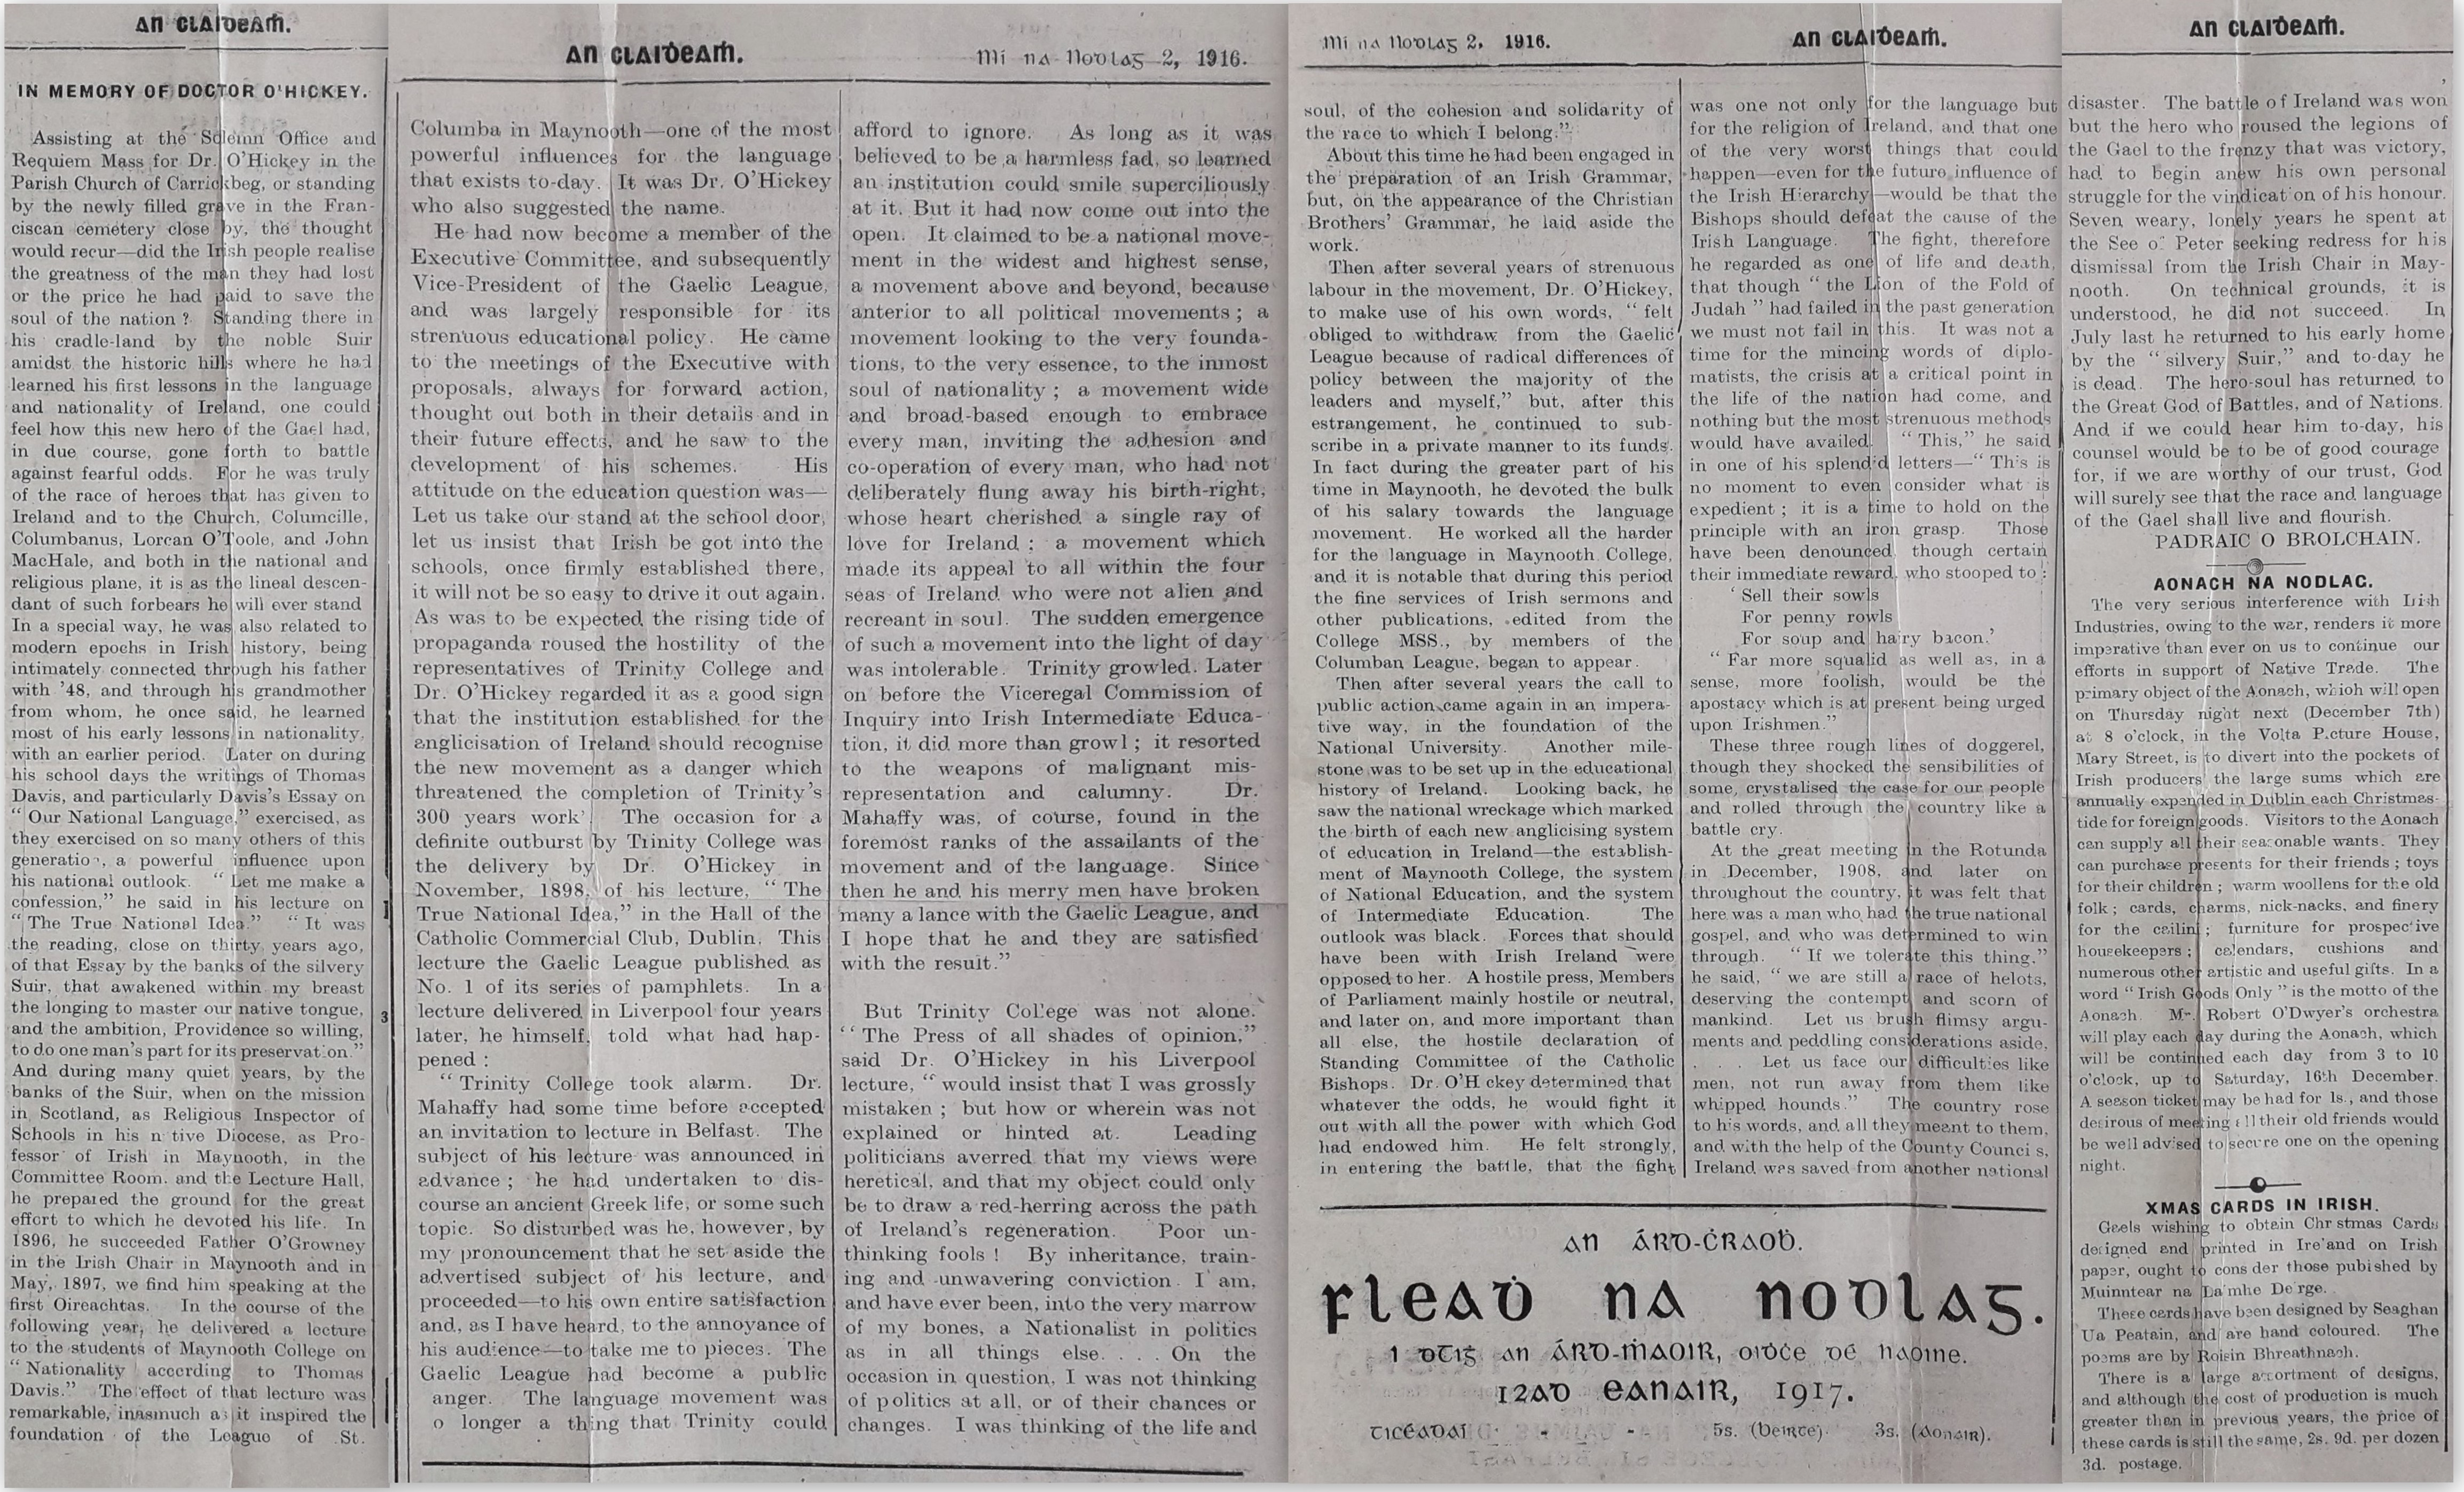 An Claiḋeaṁ.
IN MEMORY OF DOCTOR O'HICKEY.
Assisting at the Solemn Office and
Requiem Mass for Dr. O'Hickey in the
Parish Church of Carrickbeg, or standing
by the newly filled grave in the Fran-
ciscan cemetery close by, the thought
would recur—did the Irish people realise
the greatness of the man they had lost
or the price he had paid to save the
soul of the nation? Standing there in
his cradle-land by the noble Suir
amidst the historic hills where he had
learned his first lessons in the language
and nationality of Ireland, one could
feel how this new hero of the Gael had,
in due course, gone forth to battle
against fearful odds. For he was truly
of the race of heroes that has given to
Ireland and to the Church, Columcille,
Columbanus, Lorcan O'Toole, and John
MacHale, and both in the national and
religious plane, it is as the lineal descen-
dant of such forbears he will ever stand
In a special way, he was also related to
modern epochs in Irish history, being
intimately connected through his father
with '48, and through his grandmother
from whom, he once said, he learned
most of his early lessons in nationality,
with an earlier period. Later on during
his school days the writings of Thomas
Davis, and particularly Davis's Essay on
"Our National Language," exercised, as
they exercised on so many others of this
generation, a powerful influence upon
his national outlook. "Let me make a
confession," he said in his lecture on
"The True National Idea." "It was
the reading, close on thirty years ago,
of that Essay by the banks of the silvery
Suir, that awakened within my breast
the longing to master our native tongue,
and the ambition, Providence so willing,
to do one man's part for its preservation."
And during many quiet years, by the
banks of the Suir, when on the mission
in Scotland, as Religious Inspector of
Schools in his n tive Diocese, as Pro-
fessor of Irish in Maynooth, in the
Committee Room. and the Lecture Hall,
he prepared the ground for the great
effort to which he devoted his life. In
1896, he succeeded Father O'Growney
in the Irish Chair in Maynooth and in
May, 1897, we find him speaking at the
first Oireachtas. In the course of the
following year, he delivered a lecture
to the students of Maynooth College on
"Nationality according to Thomas
Davis." The effect of that lecture was
remarkable, inasmuch as it inspired the
foundation of the League of St.
An Claiḋeaṁ.
Mí na Nodlag 2, 1916.
Columba in Maynooth—one of the most
powerful influences for the language
that exists to-day. It was Dr. O'Hickey
who also suggested the name.
He had now become a member of the
Executive Committee, and subsequently
Vice-President of the Gaelic League,
and was largely responsible for its
strenuous educational policy. He came
to the meetings of the Executive with
proposals, always for forward action,
thought out both in their details and in
their future effects, and he saw to the
development of his schemes. His
attitude on the education question was—
Let us take our stand at the school door,
let us insist that Irish be got into the
schools, once firmly established there,
it will not be so easy to drive it out again.
As was to be expected the rising tide of
propaganda roused the hostility of the
representatives of Trinity College and
Dr. O'Hickey regarded it as a good sign
that the institution established for the
anglicisation of Ireland should recognise
the new movement as a danger which
threatened the completion of Trinity's
300 years work'. The occasion for a
definite outburst by Trinity College was
the delivery by Dr. O'Hickey in
November, 1898, of his lecture, "The
True National Idea," in the Hall of the
Catholic Commercial Club, Dublin. This
lecture the Gaelic League published as
No. 1 of its series of pamphlets. In a
lecture delivered in Liverpool four years
later, he himself, told what had hap-
pened:
"Trinity College took alarm. Dr.
Mahaffy had some time before accepted
an invitation to lecture in Belfast. The
subject of his lecture was announced in
advance; he had undertaken to dis-
course an ancient Greek life, or some such
topic. So disturbed was he, however, by
my pronouncement that he set aside the
advertised subject of his lecture, and
proceeded—to his own entire satisfaction
and, as I have heard, to the annoyance of
his audience—to take me to pieces. The
Gaelic League had become a public
anger. The language movement was
o longer a thing that Trinity could
afford to ignore. As long as it was
believed to be a harmless fad, so learned
an institution could smile superciliously
at it. But it had now come out into the
open. It claimed to be a national move-
ment in the widest and highest sense,
a movement above and beyond, because
anterior to all political movements; a
movement looking to the very founda-
tions, to the very essence, to the inmost
soul of nationality; a movement wide
and broad-based enough to embrace
every man, inviting the adhesion and
co-operation of every man, who had not
deliberately flung away his birth-right,
whose heart cherished a single ray of
love for Ireland; a movement which
made its appeal to all within the four
seas of Ireland who were not alien and
recreant in soul. The sudden emergence
of such a movement into the light of day
was intolerable. Trinity growled. Later
on before the Viceregal Commission of
Inquiry into Irish Intermediate Educa-
tion, it did more than growl; it resorted
to the weapons of malignant mis-
representation and calumny. Dr.
Mahaffy was, of course, found in the
foremost ranks of the assailants of the
movement and of the language. Since
then he and his merry men have broken
many a lance with the Gaelic League, and
I hope that he and they are satisfied
with the result."
But Trinity College was not alone.
"The Press of all shades of opinion,"
said Dr. O'Hickey in his Liverpool
lecture, "would insist that I was grossly
mistaken; but how or wherein was not
explained or hinted at. Leading
politicians averred that my views were
heretical, and that my object could only
be to draw a red-herring across the path
of Ireland's regeneration. Poor un-
thinking fools! By inheritance, train-
ing and unwavering conviction I am,
and have ever been, into the very marrow
of my bones, a Nationalist in politics
as in all things else. . . . On the
occasion in question, I was not thinking
of politics at all, or of their chances or
changes. I was thinking of the life and
Mí na Nodlag 2, 1916.
An Claiḋeaṁ.
soul, of the cohesion and solidarity of
the race to which I belong."
About this time he had been engaged in
the preparation of an Irish Grammar,
but, on the appearance of the Christian
Brothers' Grammar, he laid aside the
work.
Then after several years of strenuous
labour in the movement, Dr. O'Hickey,
to make use of his own words, "felt
obliged to withdraw from the Gaelic
League because of radical differences of
policy between the majority of the
leaders and myself," but, after this
estrangement, he continued to sub-
scribe in a private manner to its funds.
In fact during the greater part of his
time in Maynooth, he devoted the bulk
of his salary towards the language
movement. He worked all the harder
for the language in Maynooth College,
and it is notable that during this period
the fine services of Irish sermons and
other publications, edited from the
College MSS., by members of the
Columban League, began to appear.
Then after several years the call to
public action came again in an impera-
tive way, in the foundation of the
National University. Another mile-
stone was to be set up in the educational
history of Ireland. Looking back, he
saw the national wreckage which marked
the birth of each new anglicising system
of education in Ireland—the establish-
ment of Maynooth College, the system
of National Education, and the system
of Intermediate Education. The
outlook was black. Forces that should
have been with Irish Ireland were
opposed to her. A hostile press, Members
of Parliament mainly hostile or neutral,
and later on, and more important than
all else, the hostile declaration of
Standing Committee of the Catholic
Bishops. Dr. O'H ckey determined that
whatever the odds, he would fight it
out with all the power with which God
had endowed him. He felt strongly,
in entering the battle, that the fight
was one not only for the language but
for the religion of Ireland, and that one
of the very worst things that could
happen—even for the future influence of
the Irish Hierarchy—would be that the
Bishops should defeat the cause of the
Irish Language. The fight, therefore
he regarded as one of life and death,
that though "the Lion of the Fold of
Judah" had failed in the past generation
we must not fail in this. It was not a
time for the mincing words of diplo-
matists, the crisis at a critical point in
the life of the nation had come, and
nothing but the most strenuous methods
would have availed. "This," he said
in one of his splendid letters—"This is
no moment to even consider what is
expedient; it is a time to hold on the
principle with an iron grasp. Those
have been denounced, though certain
their immediate reward, who stooped to:
'Sell their sowls
For penny rowls
For soup and hairy bacon.'
"Far more squalid as well as, in a
sense, more foolish, would be the
apostacy which is at present being urged
upon Irishmen."
These three rough lines of doggerel,
though they shocked the sensibilities of
some, crystalised the case for our people
and rolled through the country like a
battle cry.
At the great meeting in the Rotunda
in December, 1908, and later on
throughout the country, it was felt that
here was a man who had the true national
gospel, and who was determined to win
through. "If we tolerate this thing."
he said, "we are still a race of helots,
deserving the contempt and scorn of
mankind. Let us brush flimsy argu-
ments and peddling considerations aside,
. . . Let us face our difficulties like
men, not run away from them like
whipped hounds." The country rose
to his words, and all they meant to them,
and with the help of the County Counci s,
Ireland was saved from another national
An Árd-Ċraoḃ.
Fleaḋ na Nodlag.
I dTig an Árd-Ṁaoir, Oiḋċe Dé hAoine.
12aḋ Eanair, 1917.
Ticéadaí - - 5s. (Beirte) 3s. (Aonair).
An Claiḋeaṁ.
disaster. The battle of Ireland was won
but the hero who roused the legions of
the Gael to the frenzy that was victory,
had to begin anew his own personal
struggle for the vindication of his honour.
Seven weary, lonely years he spent at
the See of Peter seeking redress for his
dismissal from the Irish Chair in May-
nooth. On technical grounds, it is
understood, he did not succeed. In
July last he returned to his early home
by the "silvery Suir," and to-day he
is dead. The hero-soul has returned to
the Great God of Battles, and of Nations.
And if we could hear him to-day, his
counsel would be to be of good courage
for, if we are worthy of our trust, God
will surely see that the race and language
of the Gael shall live and flourish.
PADRAIC O BROLCHAIN.
AONACH NA NODLAC.
The very serious interference with Irish
Industries, owing to the war, renders it more
imperative than ever on us to continue our
efforts in support of Native Trade. The
primary object of the Aonach, which will open
on Thursday night next (December 7th)
at 8 o'clock, in the Volta P.cture House,
Mary Street, is to divert into the pockets of
Irish producers the large sums which are
annually expended in Dublin each Christmas-
tide for foreign goods. Visitors to the Aonach
can supply all their seasonable wants. They
can purchase presents for their friends; toys
for their children; warm woollens for the old
folk; cards, charms, nick-nacks, and finery
for the ceilini; furniture for prospective
housekeepers; calendars, cushions and
numerous other artistic and useful gifts. In a
word "Irish Goods Only" is the motto of the
Aonach. Mr. Robert O'Dwyer's orchestra
will play each day during the Aonach, which
will be continued each day from 3 to 10
o'clock, up to Saturday, 16th December.
A season ticket may be had for 1s., and those
desirous of meeting all their old friends would
be well advised to secure one on the opening
night.
XMAS CARDS IN IRISH.
Gaels wishing to obtain Chr stmas Cards
designed and printed in Ire'and on Irish
paper, ought to cons der those pubished by
Muinntear na La'mhe De'rge.
These cards have been designed by Seaghan
Ua Peatain, and are hand coloured. The
poems are by Roisin Bhreathnach.
There is a large assortment of designs,
and although the cost of production is much
greater than in previous years, the price of
these cards is still the same, 2s. 9d. per dozen
3d. postage.